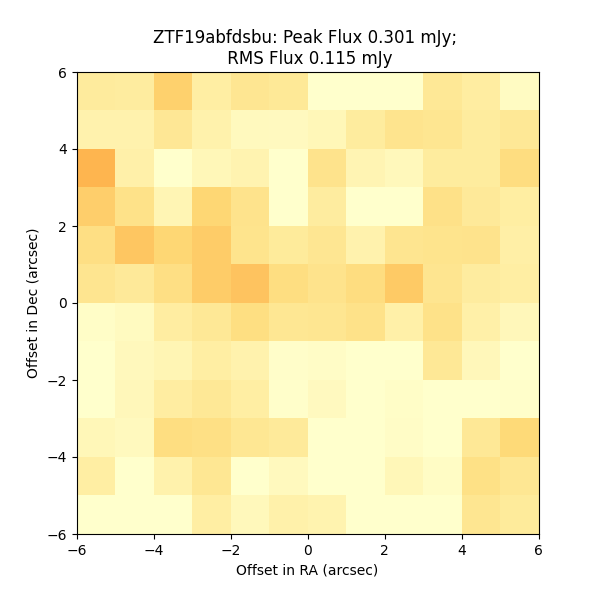 ZTF19abfdsbu: Peak Flux 0.301 mJy;
RMS Flux 0.115 mJy
6
4
2
0
−2
−4
−6
Offset in Dec (arcsec)
−6 −4 −2 0 2 4 6
Offset in RA (arcsec)